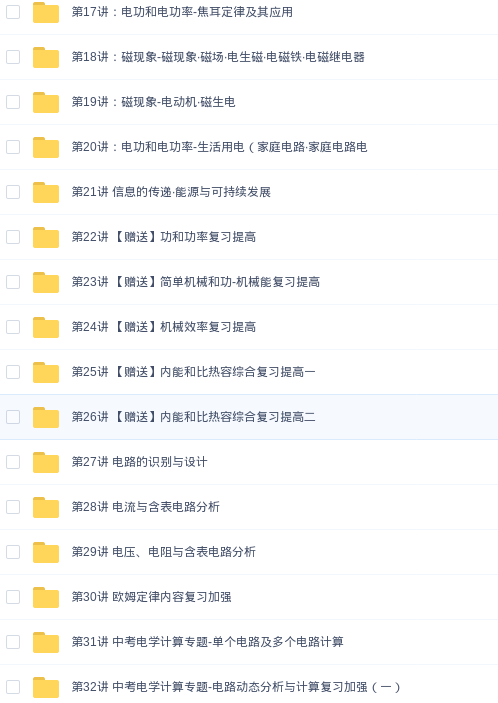 第17讲：电功和电功率-焦耳定律及其应用
第18讲：磁现象-磁现象·磁场·电生磁·电磁铁·电磁继电器
第19讲：磁现象-电动机·磁生电
第20讲：电功和电功率-生活用电（家庭电路·家庭电路电
第21讲 信息的传递·能源与可持续发展
第22讲 【赠送】功和功率复习提高
第23讲 【赠送】简单机械和功-机械能复习提高
第24讲 【赠送】机械效率复习提高
第25讲 【赠送】内能和比热容综合复习提高一
第26讲 【赠送】内能和比热容综合复习提高二
第27讲 电路的识别与设计
第28讲 电流与含表电路分析
第29讲 电压、电阻与含表电路分析
第30讲 欧姆定律内容复习加强
第31讲 中考电学计算专题-单个电路及多个电路计算
第32讲 中考电学计算专题-电路动态分析与计算复习加强（一）